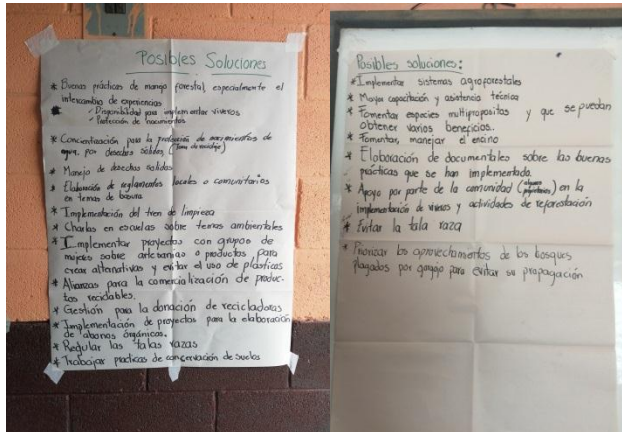 Posibles Soluciones
* Buenas prácticas de manejo forestal, especialmente el
intercambio de experiencias
✓ Disponibilidad para implementar viveros
✓ Protección de nacimientos
* Concientización para la protección de nacimientos de
agua, por desechos sólidos,
* Manejo de desechos solidos
* Elaboración de reglamentos locales o comunitarios
en temas de basura
* Implementación del tren de limpieza
* Charlas en escuelas sobre temas ambientales
* Implementar proyectos con grupos de
mujeres sobre artesanias o productos para
crear alternativas y evitar el uso de plásticos
* Alianzas para la comercialización de produc-
tos reciclables.
* Gestión para la donación de recicladoras
* Implementación de proyectos para la elaboración
de abonos órgánicos.
* Regular las talas razas
* Trabajar practicas de conservación de suelos
Posibles soluciones:
* Implementar sistemas agroforestales
* Mayor capacitación y asistencia técnica
* Fomentar especies multipropositos y que se puedan
obtener varios beneficios.
* Fomentar, manejar el encino
* Elaboración de documentales sobre las buenas
prácticas que se han implementado.
* Apoyo por parte de la comunidad (algunos propietarios) en la
implementación de viveros y actividades de reforestación
* Evitar la tala raza
* Priorizar los aprovechamientos de los bosques
plagados por gorgojo para evitar su propagación